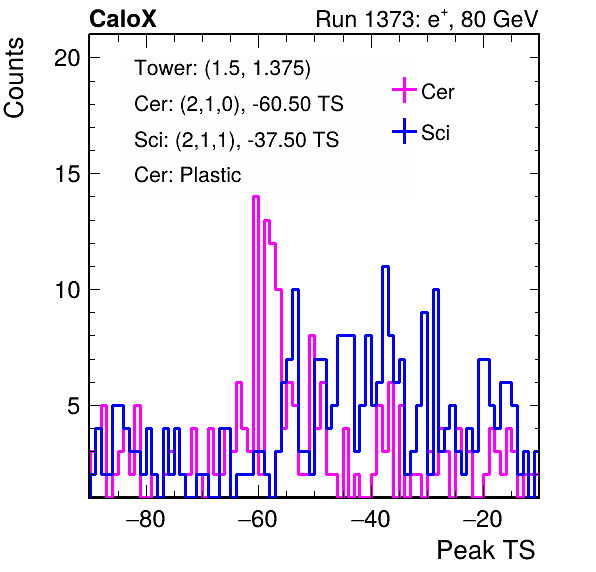 CaloX Run 1373: e⁺, 80 GeV
Counts
20
15
10
5
Tower: (1.5, 1.375)
Cer: (2,1,0), -60.50 TS
Sci: (2,1,1), -37.50 TS
Cer: Plastic
Cer
Sci
−80 −60 −40 −20
Peak TS